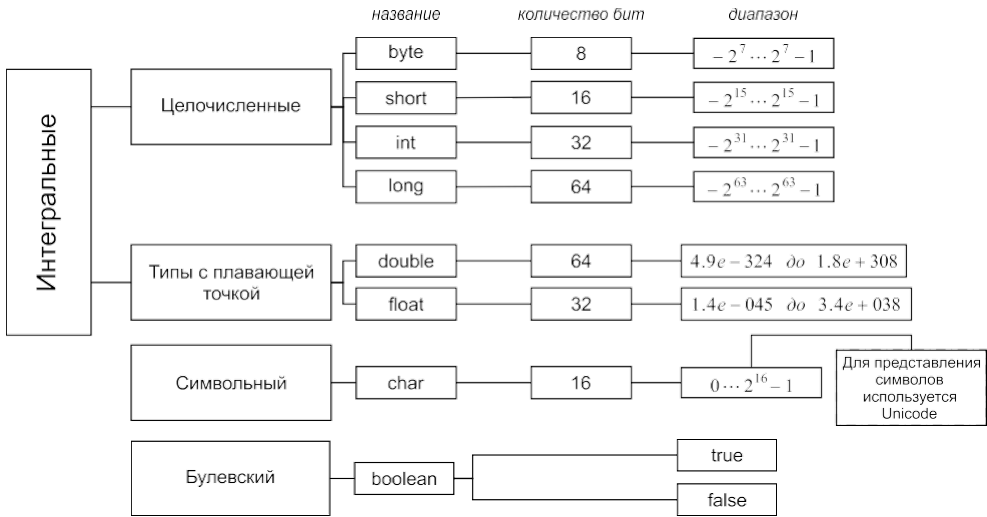 название количество бит диапазон
Интегральные
Целочисленные
byte 8 – 2^7 ⋯ 2^7 – 1
short 16 – 2^15 ⋯ 2^15 – 1
int 32 – 2^31 ⋯ 2^31 – 1
long 64 – 2^63 ⋯ 2^63 – 1
Типы с плавающей
точкой
double 64 4.9e – 324 до 1.8e + 308
float 32 1.4e – 045 до 3.4e + 038
Символьный char 16 0 ⋯ 2^16 – 1
Для представления
символов
используется
Unicode
Булевский boolean
true
false